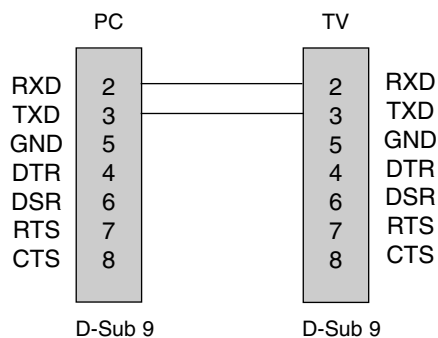 PC TV
RXD 2 2 RXD
TXD 3 3 TXD
GND 5 5 GND
DTR 4 4 DTR
DSR 6 6 DSR
RTS 7 7 RTS
CTS 8 8 CTS
D-Sub 9 D-Sub 9